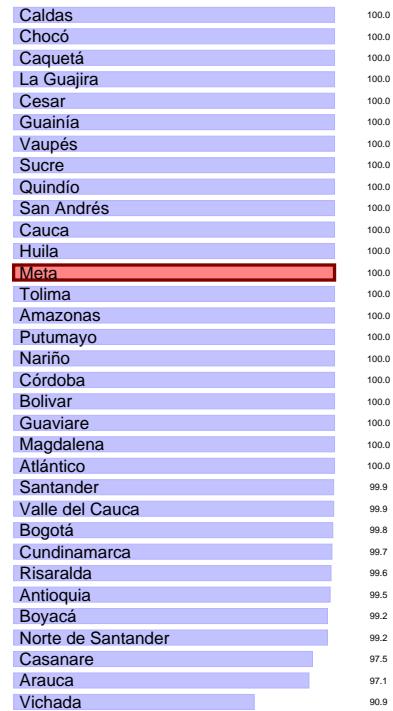 Caldas 100.0
Chocó 100.0
Caquetá 100.0
La Guajira 100.0
Cesar 100.0
Guainía 100.0
Vaupés 100.0
Sucre 100.0
Quindío 100.0
San Andrés 100.0
Cauca 100.0
Huila 100.0
Meta 100.0
Tolima 100.0
Amazonas 100.0
Putumayo 100.0
Nariño 100.0
Córdoba 100.0
Bolivar 100.0
Guaviare 100.0
Magdalena 100.0
Atlántico 100.0
Santander 99.9
Valle del Cauca 99.9
Bogotá 99.8
Cundinamarca 99.7
Risaralda 99.6
Antioquia 99.5
Boyacá 99.2
Norte de Santander 99.2
Casanare 97.5
Arauca 97.1
Vichada 90.9